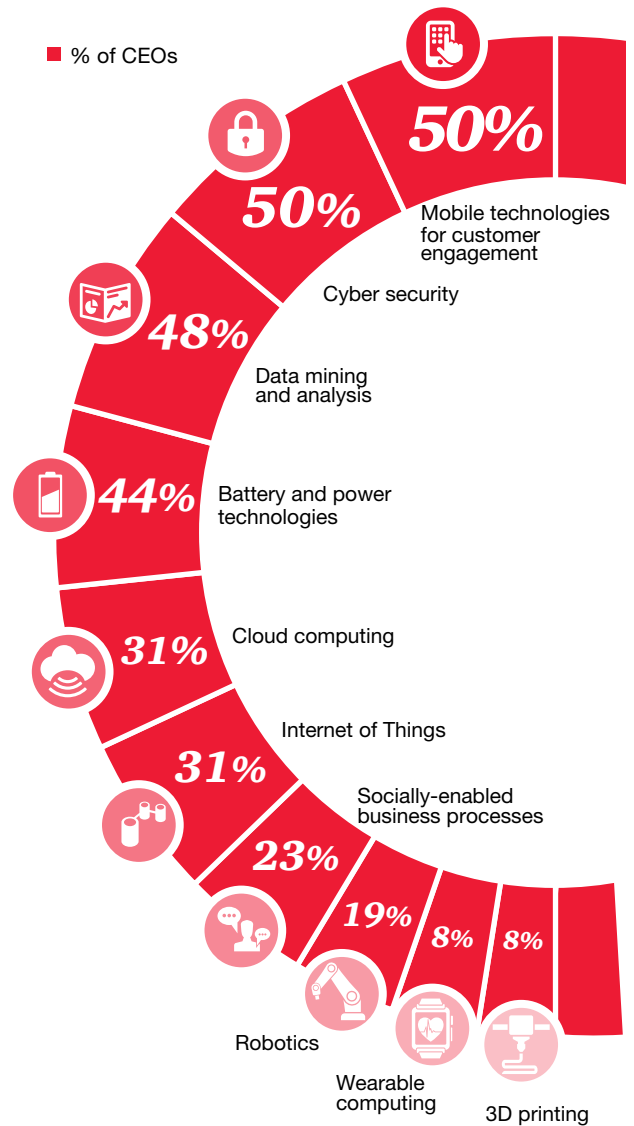 % of CEOs
50%
Mobile technologies
for customer
engagement
50%
Cyber security
48%
Data mining
and analysis
44%
Battery and power
technologies
31%
Cloud computing
31%
Internet of Things
23%
Socially-enabled
business processes
19%
Robotics
8%
Wearable
computing
8%
3D printing